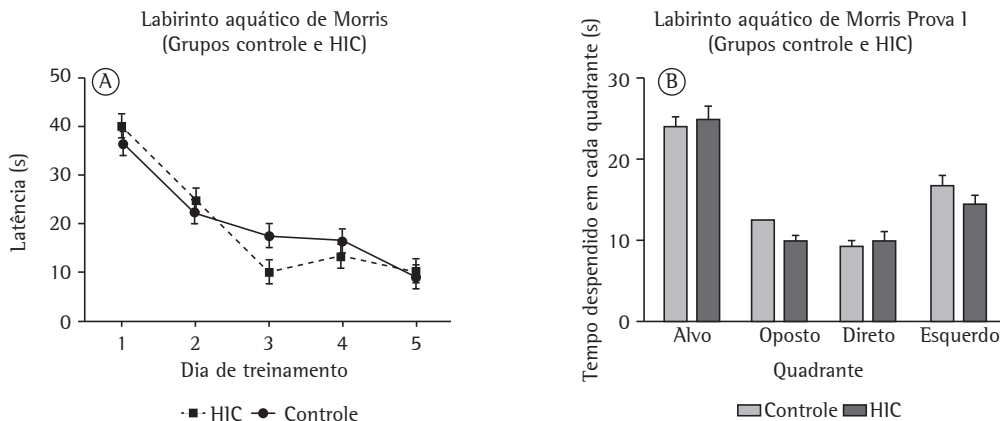 Labirinto aquático de Morris
(Grupos controle e HIC)
A
Latência (s)
50
40
30
20
10
0
1 2 3 4 5
Dia de treinamento
HIC Controle
Labirinto aquático de Morris Prova 1
(Grupos controle e HIC)
B
Tempo despendido em cada quadrante (s)
30
20
10
0
Alvo Oposto Direto Esquerdo
Quadrante
Controle HIC